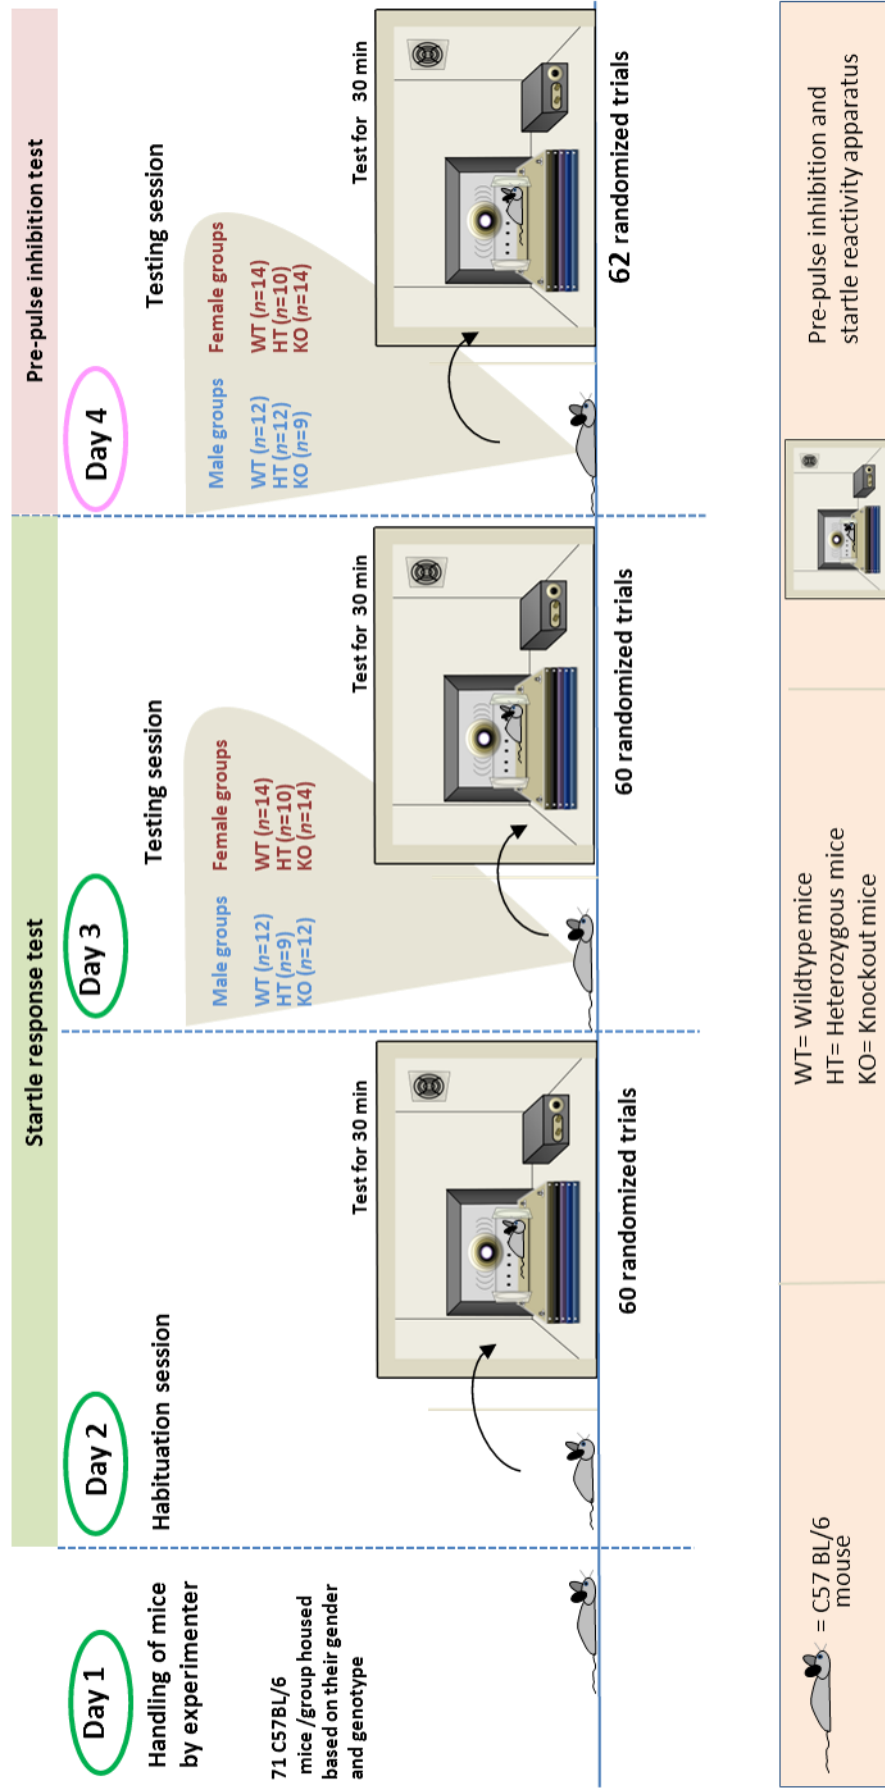 Startle response test
Pre-pulse inhibition test
Day 1
Handling of mice
by experimenter
71 C57BL/6
mice /group housed
based on their gender
and genotype
Day 2
Habituation session
Test for 30 min
60 randomized trials
Day 3
Testing session
Male groups
WT (n=12)
HT (n=9)
KO (n=12)
Female groups
WT (n=14)
HT (n=10)
KO (n=14)
Test for 30 min
60 randomized trials
Day 4
Testing session
Male groups
WT (n=12)
HT (n=12)
KO (n=9)
Female groups
WT (n=14)
HT (n=10)
KO (n=14)
Test for 30 min
62 randomized trials
= C57 BL/6
mouse
WT= Wildtype mice
HT= Heterozygous mice
KO= Knockout mice
Pre-pulse inhibition and
startle reactivity apparatus